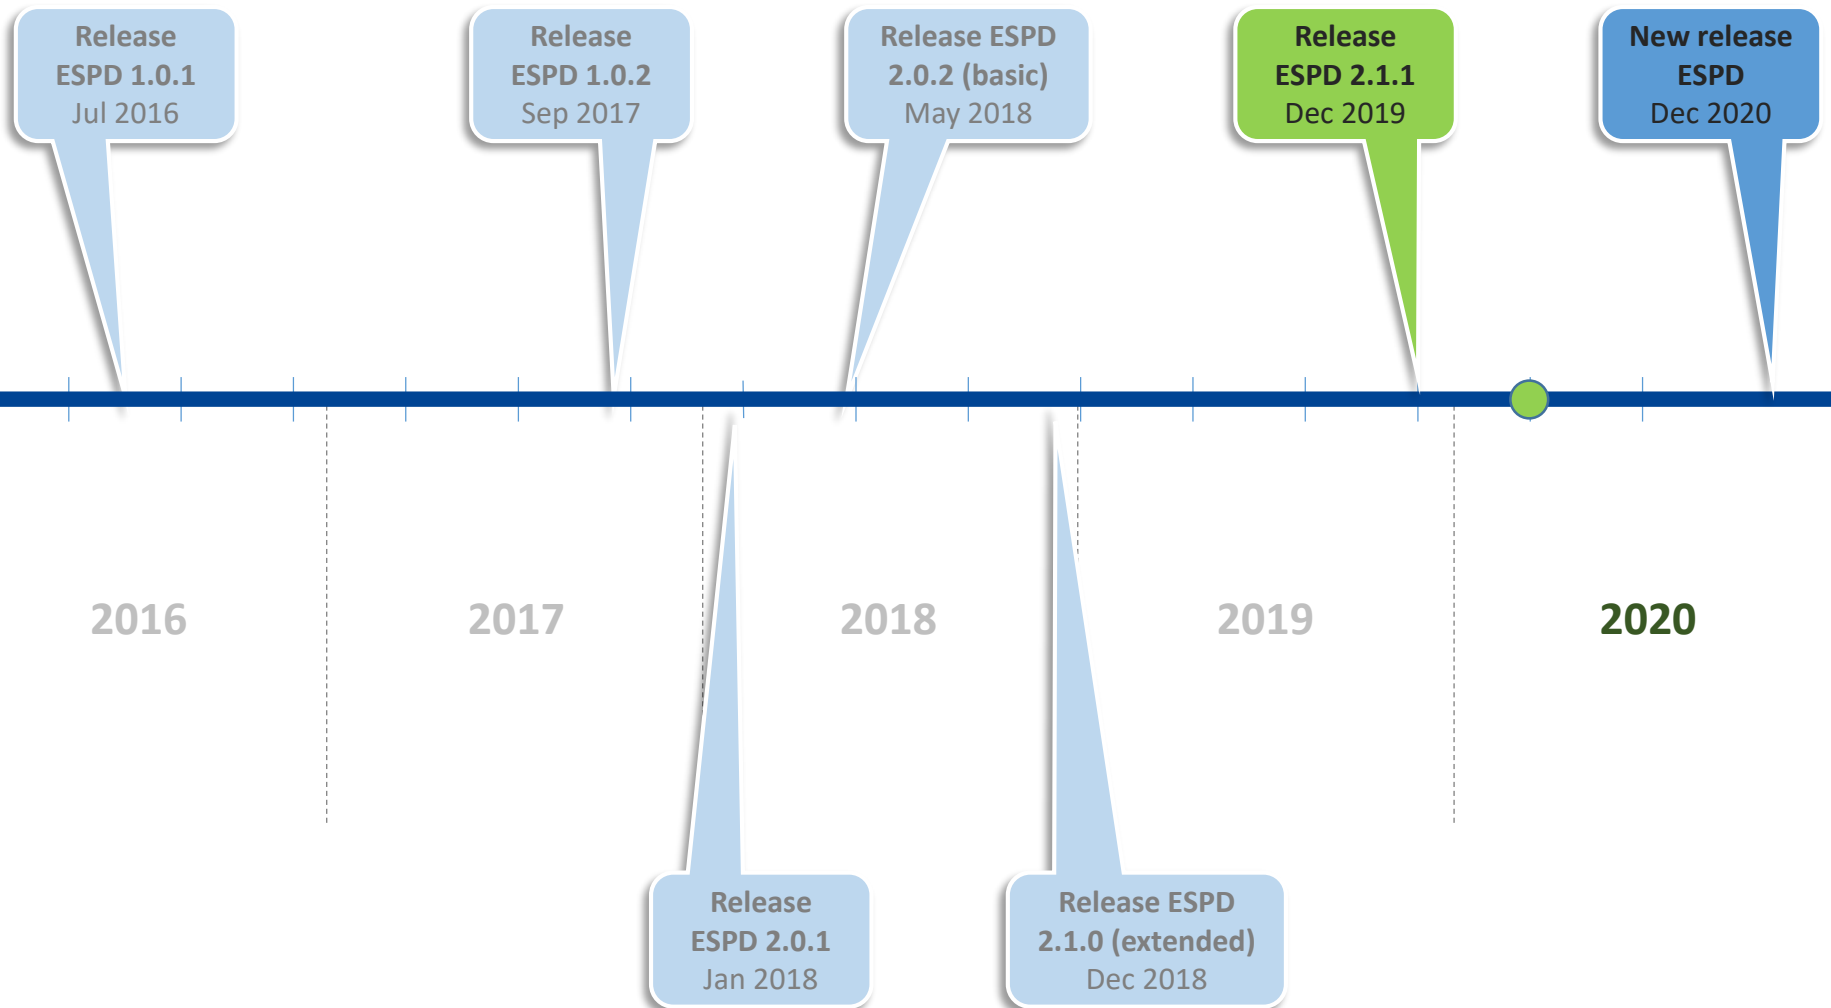 Release
ESPD 1.0.1
Jul 2016
Release
ESPD 1.0.2
Sep 2017
Release ESPD
2.0.2 (basic)
May 2018
Release
ESPD 2.1.1
Dec 2019
New release
ESPD
Dec 2020
2016
2017
2018
2019
2020
Release
ESPD 2.0.1
Jan 2018
Release ESPD
2.1.0 (extended)
Dec 2018